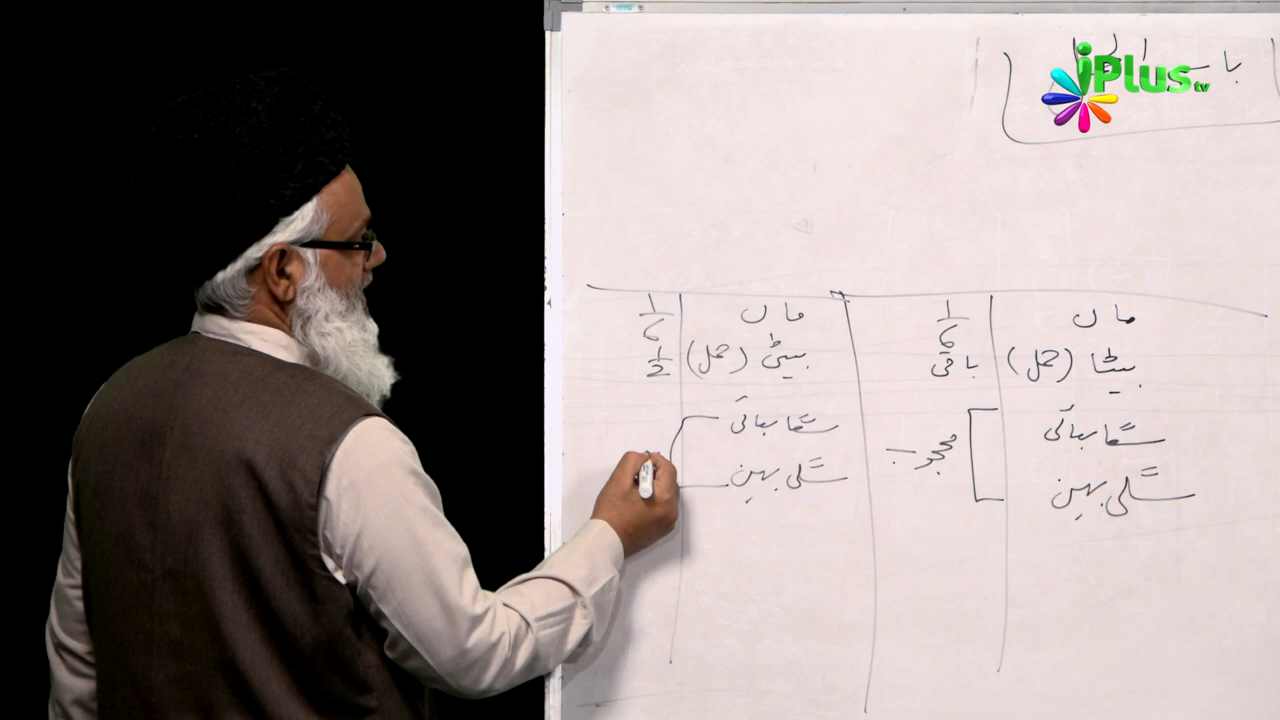 iPlus tv
ماں 1/6
بیٹا (حمل) باقی
سگا بھائی
سگی بہن
محجوب
ماں 1/6
بیٹی (حمل) 1/2
سگا بھائی
سگی بہن